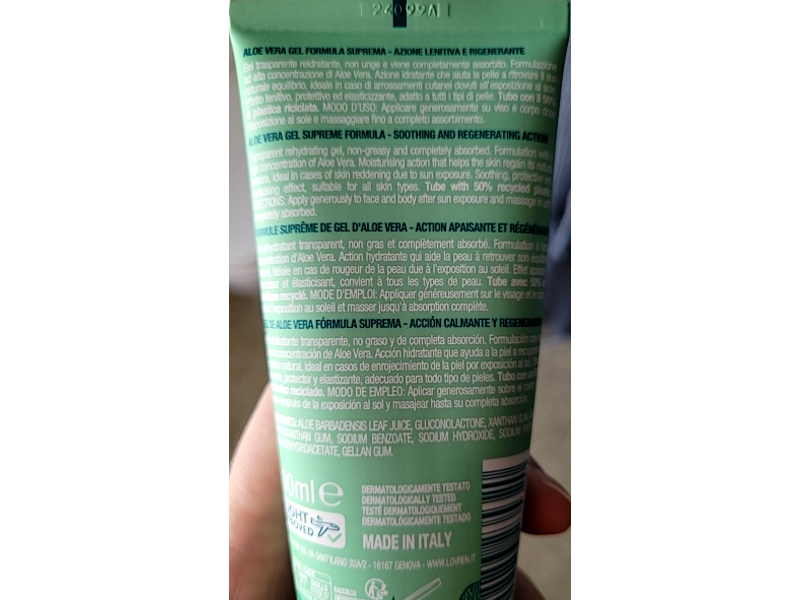 24099A
ALOE VERA GEL FORMULA SUPREMA - AZIONE LENITIVA E RIGENERANTE
Gel trasparente reidratante, non unge e viene completamente assorbito. Formulazione
ad alta concentrazione di Aloe Vera. Azione idratante che aiuta la pelle a ritrovare il suo
naturale equilibrio, ideale in caso di arrossamenti cutanei dovuti all'esposizione al sole.
Effetto lenitivo, protettivo ed elasticizzante, adatto a tutti i tipi di pelle. Tubo con il 50%
di plastica riciclata. MODO D'USO: Applicare generosamente su viso e corpo dopo
esposizione al sole e massaggiare fino a completo assorbimento.
ALOE VERA GEL SUPREME FORMULA - SOOTHING AND REGENERATING ACTION
transparent rehydrating gel, non-greasy and completely absorbed. Formulation with
concentration of Aloe Vera. Moisturising action that helps the skin regain its
ideal in cases of skin reddening due to sun exposure. Soothing, protective
effect, suitable for all skin types. Tube with 50% recycled
Apply generously to face and body after sun exposure and massage
absorbed.
FORMULE SUPRÊME DE GEL D'ALOE VERA - ACTION APAISANTE ET
transparent, non gras et complètement absorbé. Formulation à
d'Aloe Vera. Action hydratante qui aide la peau à retrouver son
idéale en cas de rougeur de la peau due à l'exposition au soleil. Effet
et élasticisant, convient à tous les types de peau. Tube avec 50%
recyclé. MODE D'EMPLOI: Appliquer généreusement sur le visage et le
exposition au soleil et masser jusqu'à absorption complète.
DE ALOE VERA FÓRMULA SUPREMA - ACCIÓN CALMANTE Y
transparente, no graso y de completa absorción. Formulación
concentración de Aloe Vera. Acción hidratante que ayuda a la piel a
natural, ideal en casos de enrojecimiento de la piel por exposición al sol.
protector y elastizante, adecuado para todo tipo de pieles. Tubo con
reciclado. MODO DE EMPLEO: Aplicar generosamente sobre el
después de la exposición al sol y masajear hasta su completa absorción.
ALOE BARBADENSIS LEAF JUICE, GLUCONOLACTONE, XANTHAN GUM,
GUM, SODIUM BENZOATE, SODIUM HYDROXIDE, SODIUM
GELLAN GUM.
ml e
DERMATOLOGICAMENTE TESTATO
DERMATOLOGICALLY TESTED
TESTÉ DERMATOLOGIQUEMENT
DERMATOLÓGICAMENTE TESTADO
MADE IN ITALY
VIA SANT'ILARIO 32A/2 - 16167 GENOVA - WWW.LOVREN.IT
RACCOLTA